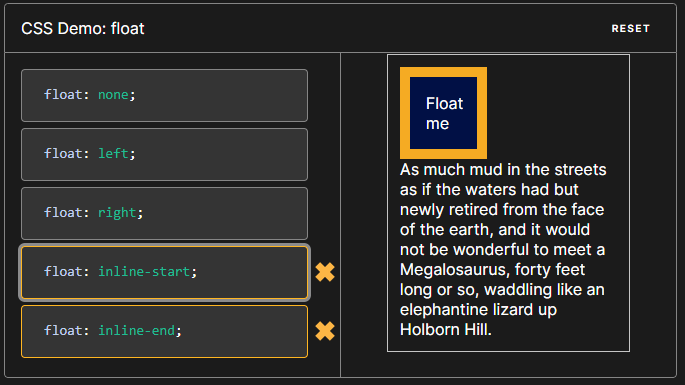 CSS Demo: float
RESET
float: none;
float: left;
float: right;
float: inline-start;
float: inline-end;
Float
me
As much mud in the streets
as if the waters had but
newly retired from the face
of the earth, and it would
not be wonderful to meet a
Megalosaurus, forty feet
long or so, waddling like an
elephantine lizard up
Holborn Hill.